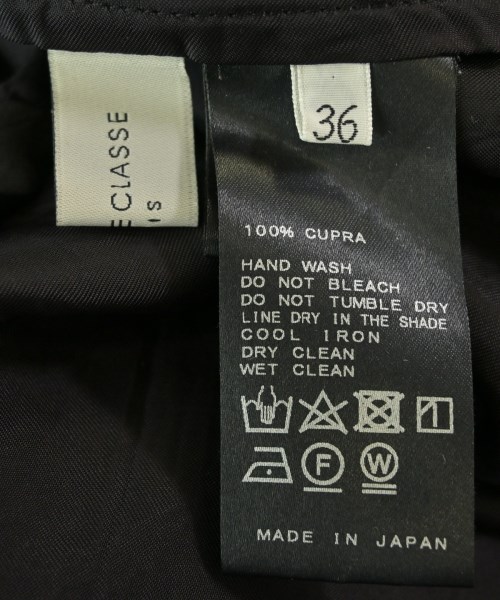 E CLASSE
S
36
100% CUPRA
HAND WASH
DO NOT BLEACH
DO NOT TUMBLE DRY
LINE DRY IN THE SHADE
COOL IRON
DRY CLEAN
WET CLEAN
F
W
MADE IN JAPAN